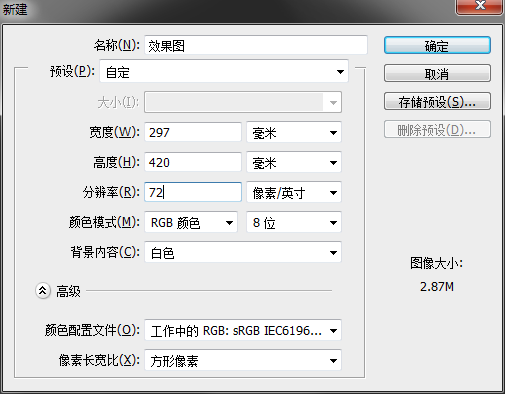 新建
名称(N): 效果图
确定
预设(P): 自定
取消
大小(I):
存储预设(S)...
宽度(W): 297 毫米
删除预设(D)...
高度(H): 420 毫米
分辨率(R): 72 像素/英寸
颜色模式(M): RGB 颜色 8 位
背景内容(C): 白色
图像大小:
2.87M
高级
颜色配置文件(O): 工作中的 RGB: sRGB IEC6196...
像素长宽比(X): 方形像素